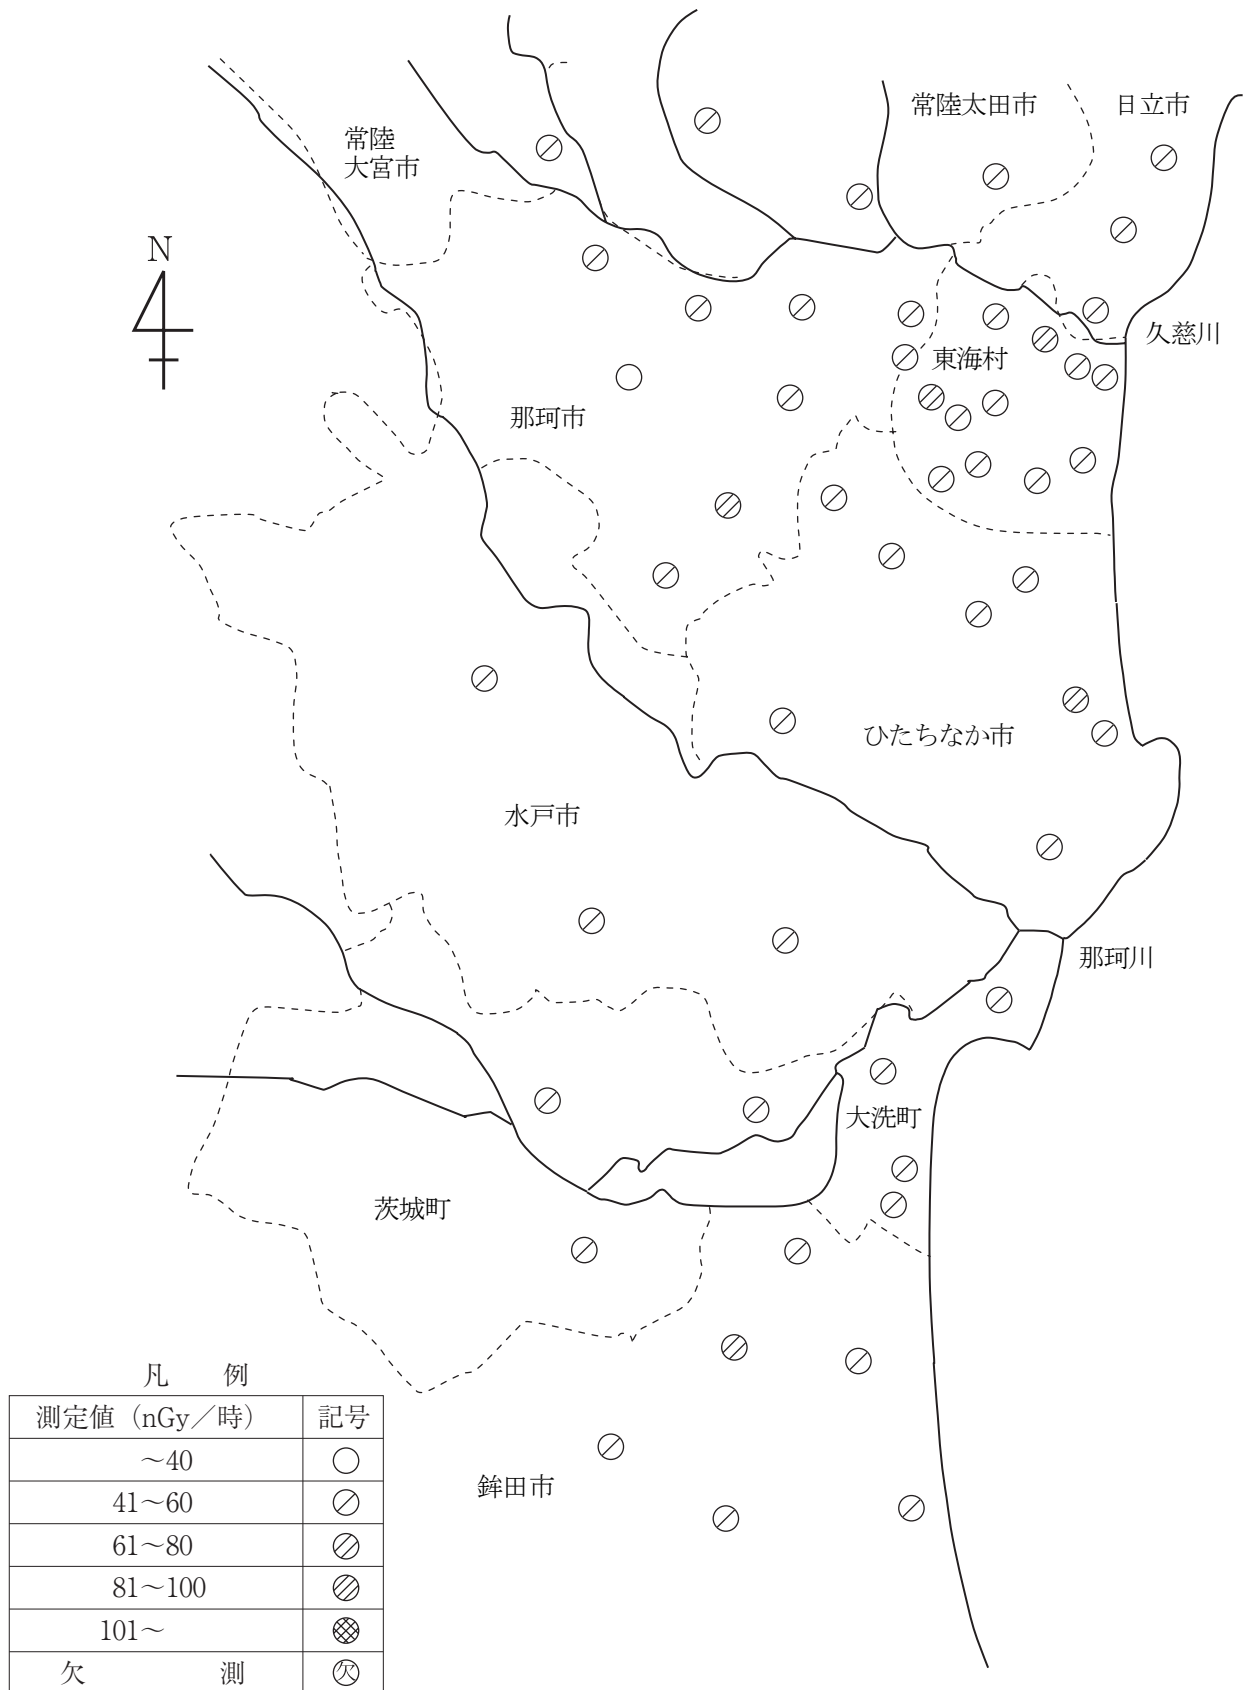 常陸太田市
日立市
常陸
大宮市
N
久慈川
東海村
那珂市
ひたちなか市
水戸市
那珂川
大洗町
茨城町
鉾田市
凡 例
測定値（nGy／時） 記号
～40
41～60
61～80
81～100
101～
欠 測 欠